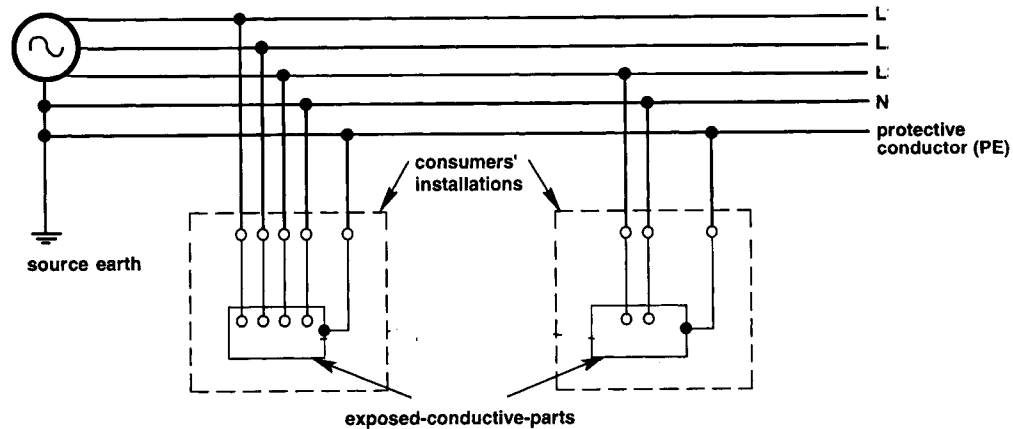 L
L
L
N
protective
conductor (PE)
consumers'
installations
source earth
exposed-conductive-parts